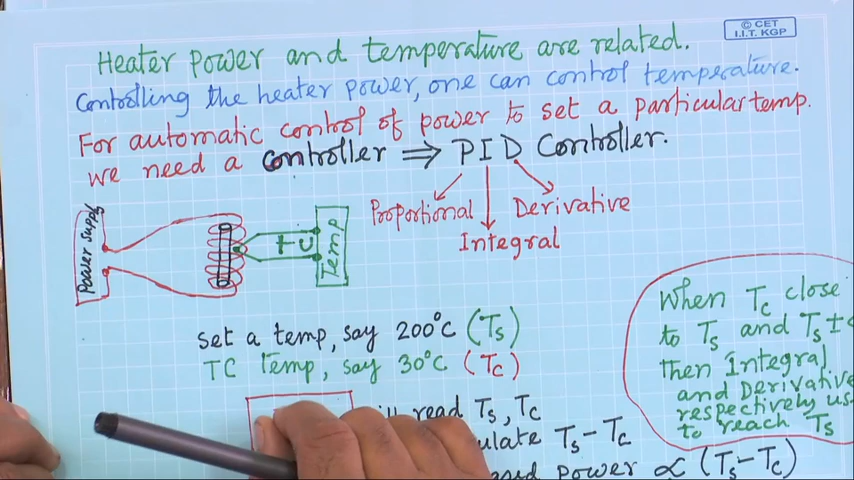 © CET
I.I.T. KGP
Heater power and temperature are related.
Controlling the heater power, one can control temperature.
For automatic control of power to set a particular temp.
we need a controller ⇒ PID Controller.
Proportional
Integral
Derivative
Power Supply
TC
Temp
set a temp, say 200°C (Ts)
TC Temp, say 30°C (Tc)
read Ts, Tc
Ts - Tc
power ∝ (Ts - Tc)
When Tc close
to Ts and Ts ±
then Integral
and Derivative
respectively
to reach Ts